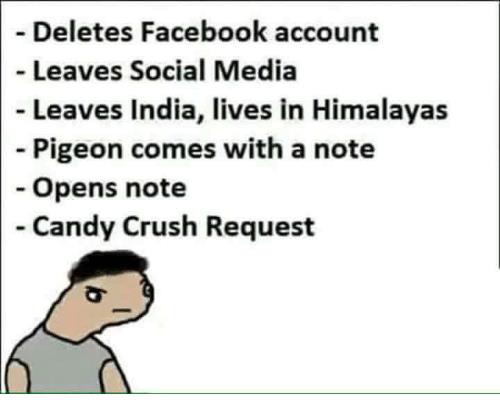 - Deletes Facebook account
- Leaves Social Media
- Leaves India, lives in Himalayas
- Pigeon comes with a note
- Opens note
- Candy Crush Request